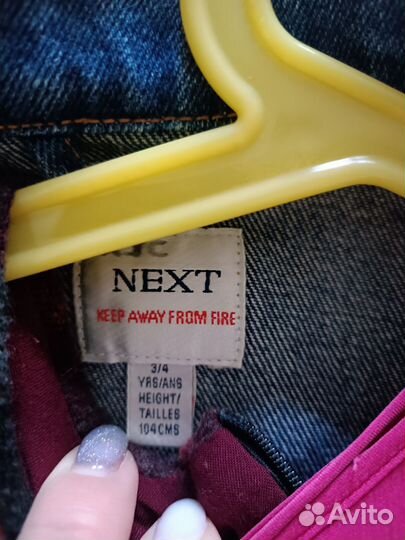 NEXT
KEEP AWAY FROM FIRE
3/4
YRS/ANS
HEIGHT/
TAILLES
104CMS
Avito